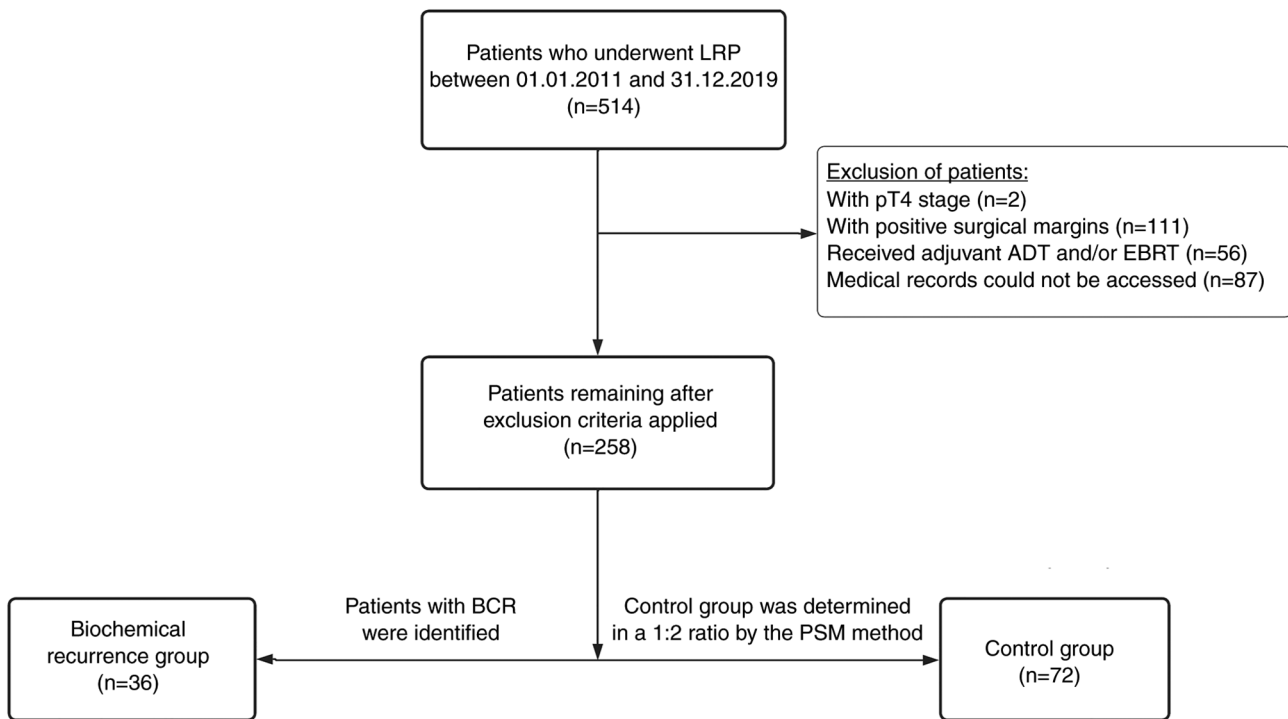 Patients who underwent LRP
between 01.01.2011 and 31.12.2019
(n=514)
Exclusion of patients:
With pT4 stage (n=2)
With positive surgical margins (n=111)
Received adjuvant ADT and/or EBRT (n=56)
Medical records could not be accessed (n=87)
Patients remaining after
exclusion criteria applied
(n=258)
Patients with BCR
were identified
Control group was determined
in a 1:2 ratio by the PSM method
Biochemical
recurrence group
(n=36)
Control group
(n=72)